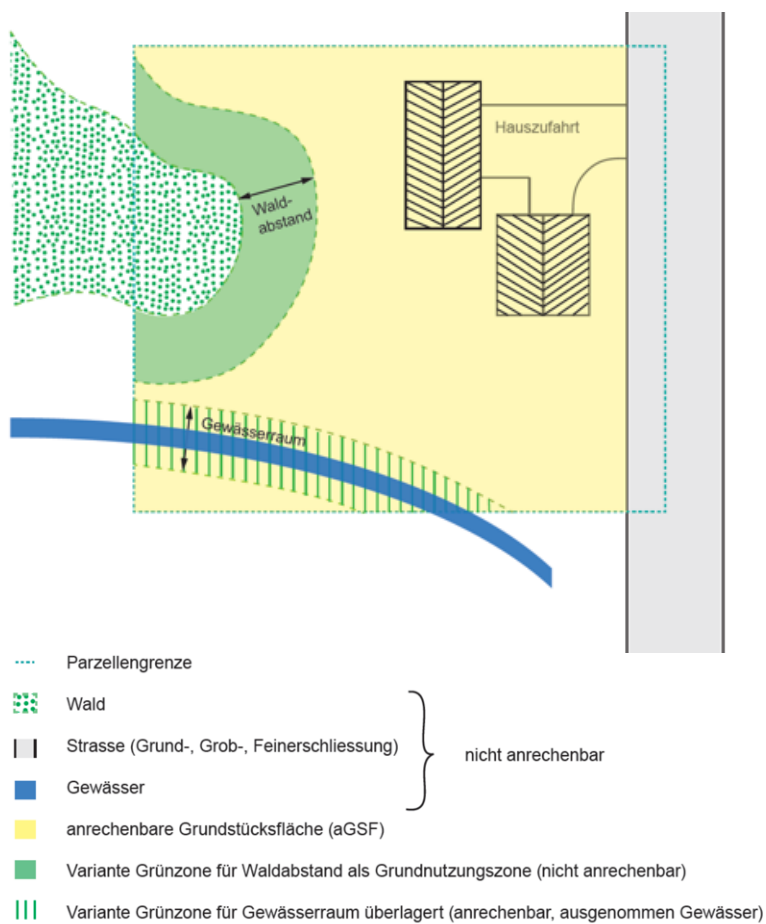 Hauszufahrt
Wald-
abstand
Gewässerraum
Parzellengrenze
Wald
Strasse (Grund-, Grob-, Feinerschliessung)
nicht anrechenbar
Gewässer
anrechenbare Grundstücksfläche (aGSF)
Variante Grünzone für Waldabstand als Grundnutzungszone (nicht anrechenbar)
Variante Grünzone für Gewässerraum überlagert (anrechenbar, ausgenommen Gewässer)